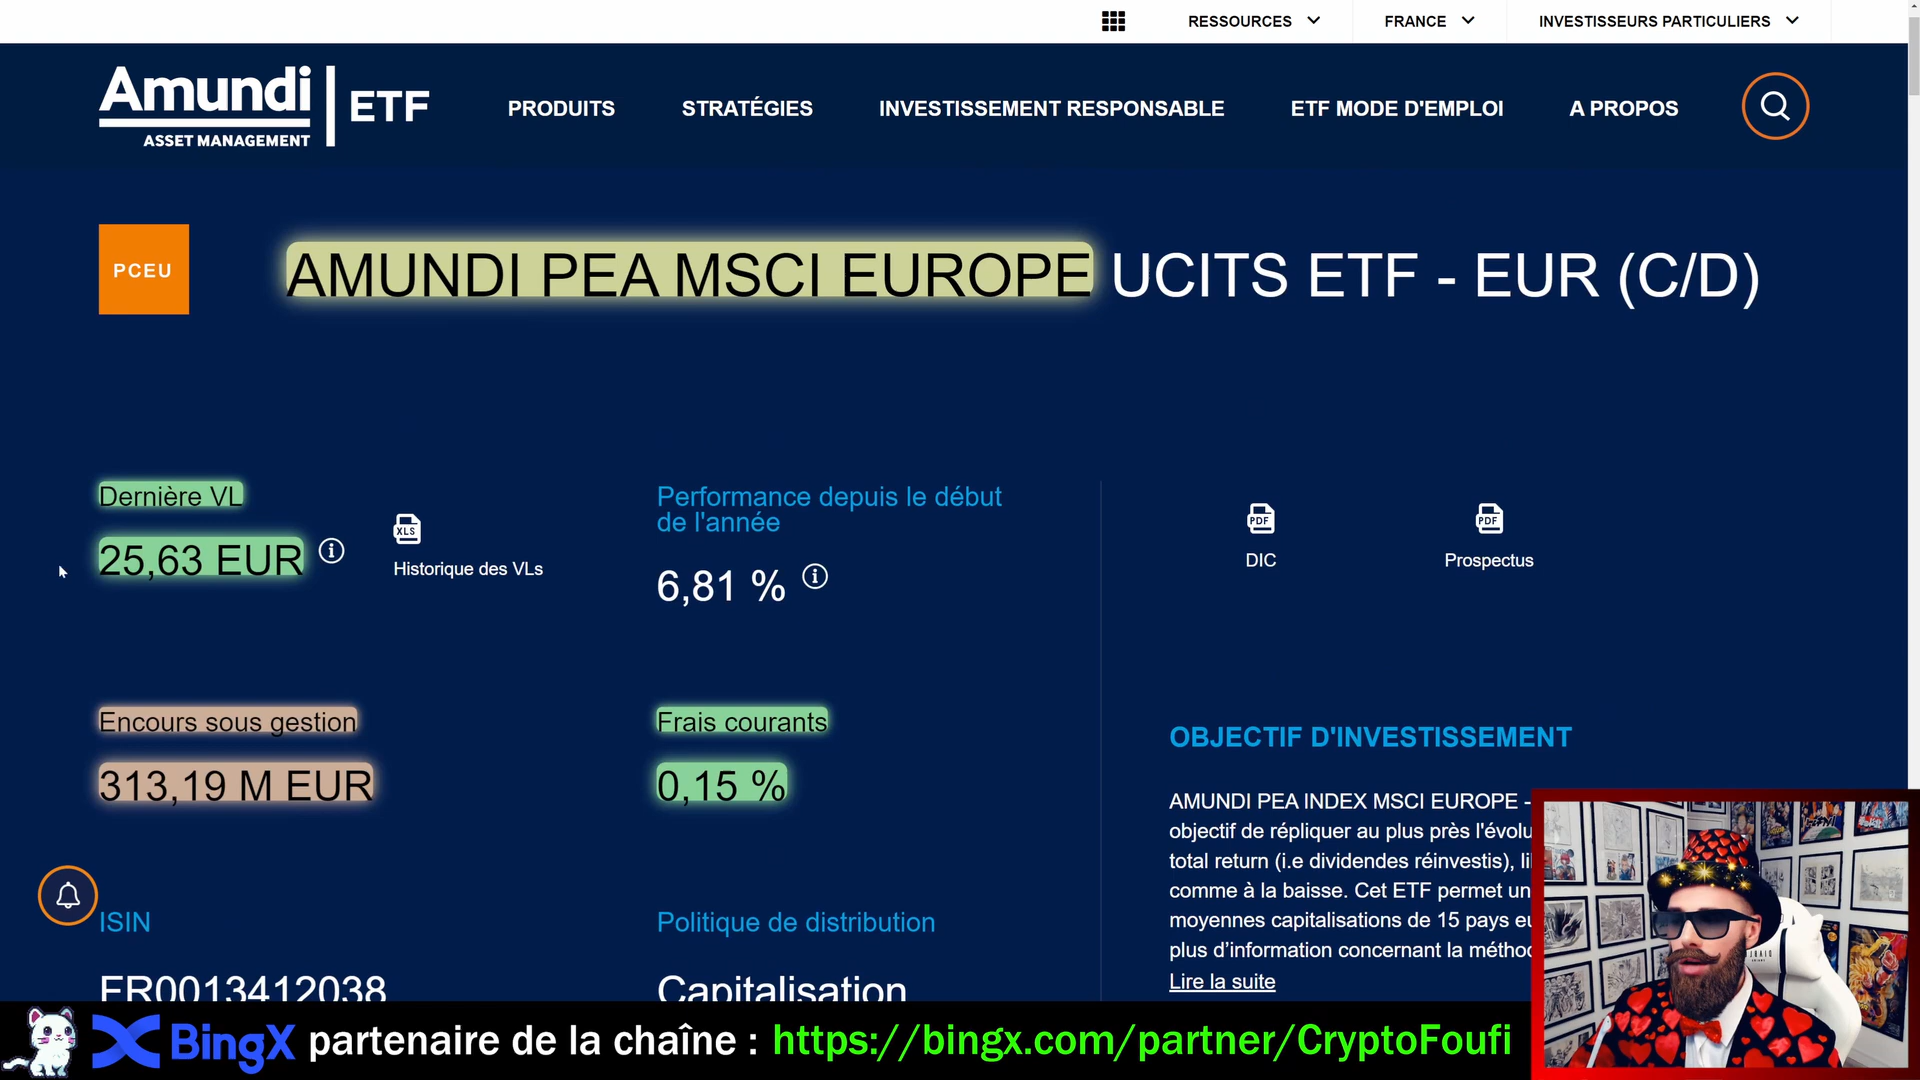 RESSOURCES
FRANCE
INVESTISSEURS PARTICULIERS
Amundi
ASSET MANAGEMENT
ETF
PRODUITS
STRATÉGIES
INVESTISSEMENT RESPONSABLE
ETF MODE D'EMPLOI
A PROPOS
PCEU
AMUNDI PEA MSCI EUROPE UCITS ETF - EUR (C/D)
Dernière VL
25,63 EUR
XLS
Historique des VLs
Performance depuis le début
de l'année
6,81 %
PDF
DIC
PDF
Prospectus
Encours sous gestion
313,19 M EUR
Frais courants
0,15 %
OBJECTIF D'INVESTISSEMENT
AMUNDI PEA INDEX MSCI EUROPE -
objectif de répliquer au plus près l'évolu
total return (i.e dividendes réinvestis), li
comme à la baisse. Cet ETF permet un
moyennes capitalisations de 15 pays eu
plus d'information concernant la métho
Lire la suite
ISIN
FR0013412038
Politique de distribution
Capitalisation
BingX partenaire de la chaîne : https://bingx.com/partner/CryptoFoufi